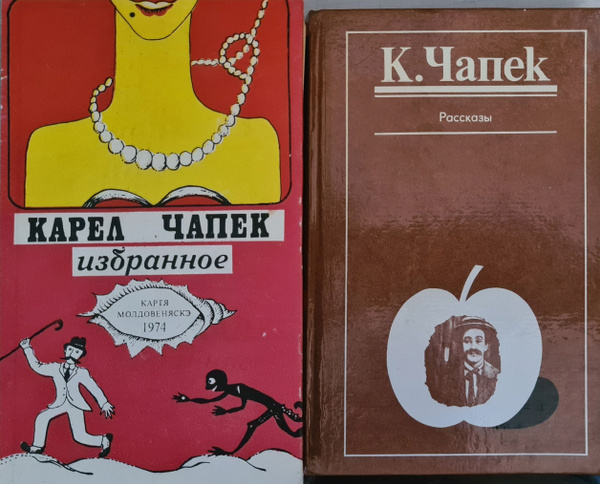 КАРЕЛ ЧАПЕК
избранное
КАРТЯ
МОЛДОВЕНЯСКЭ
1974
К.Чапек
Рассказы